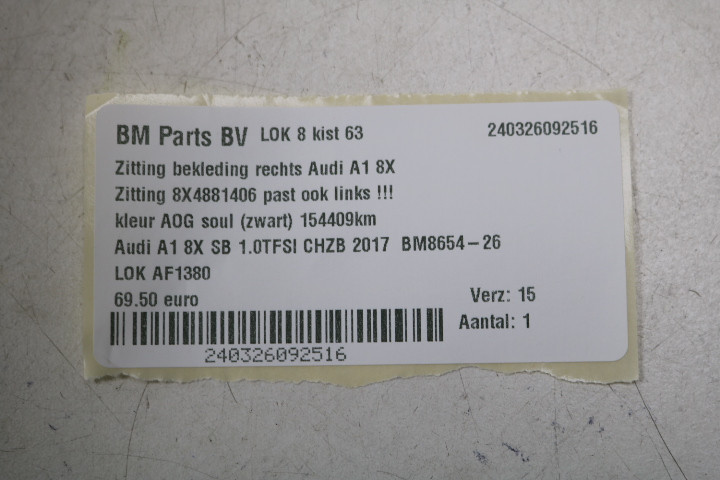 BM Parts BV LOK 8 kist 63 240326092516
Zitting bekleding rechts Audi A1 8X
Zitting 8X4881406 past ook links !!!
kleur AOG soul (zwart) 154409km
Audi A1 8X SB 1.0TFSI CHZB 2017 BM8654-26
LOK AF1380
69.50 euro Verz: 15
Aantal: 1
240326092516